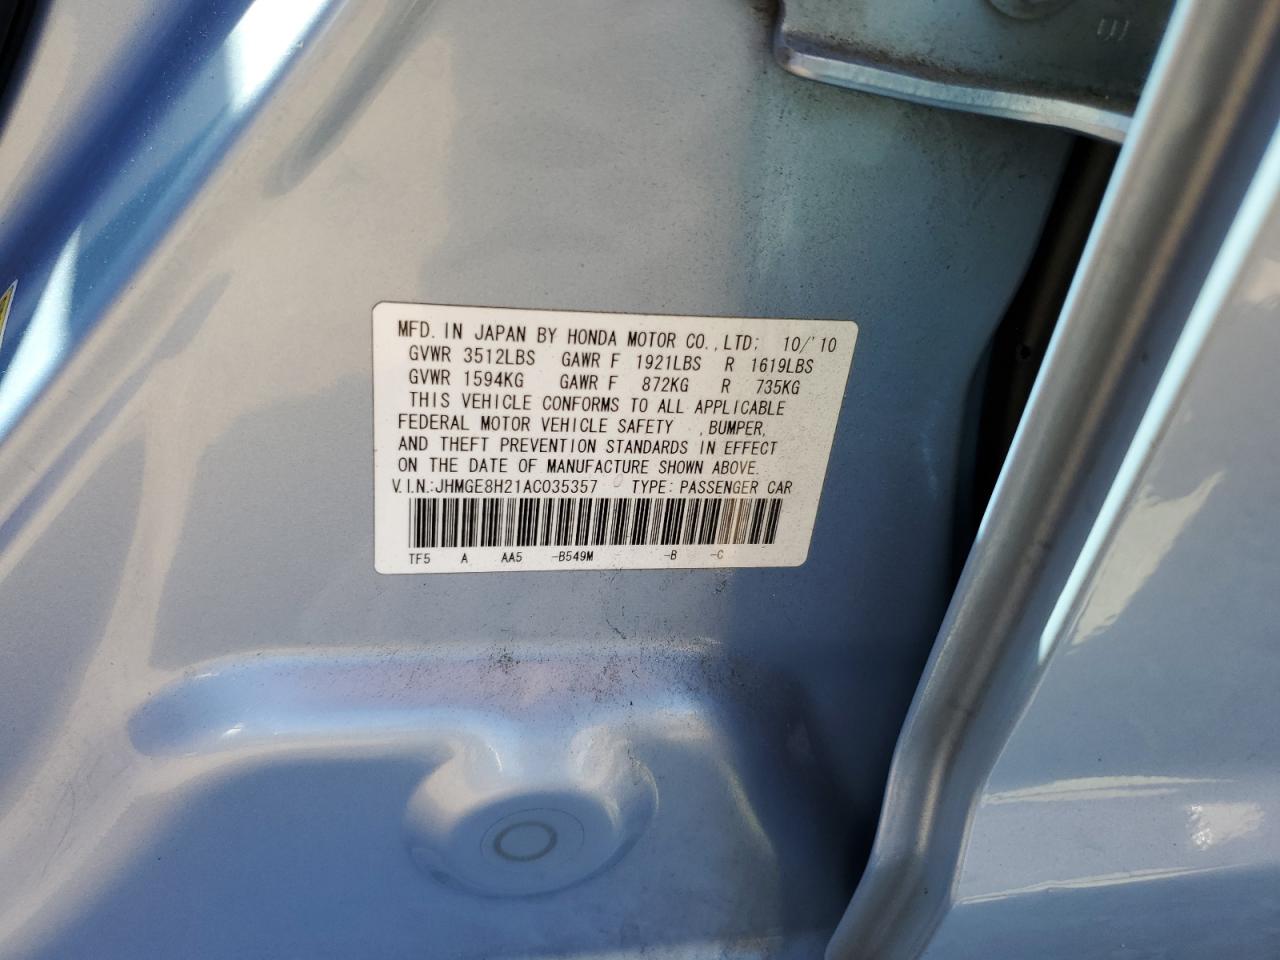 MFD. IN JAPAN BY HONDA MOTOR CO., LTD: 10/'10
GVWR 3512LBS GAWR F 1921LBS R 1619LBS
GVWR 1594KG GAWR F 872KG R 735KG
THIS VEHICLE CONFORMS TO ALL APPLICABLE
FEDERAL MOTOR VEHICLE SAFETY , BUMPER,
AND THEFT PREVENTION STANDARDS IN EFFECT
ON THE DATE OF MANUFACTURE SHOWN ABOVE.
V.I.N.:JHMGE8H21AC035357 TYPE: PASSENGER CAR
TF5 A AA5 -B549M -B -C